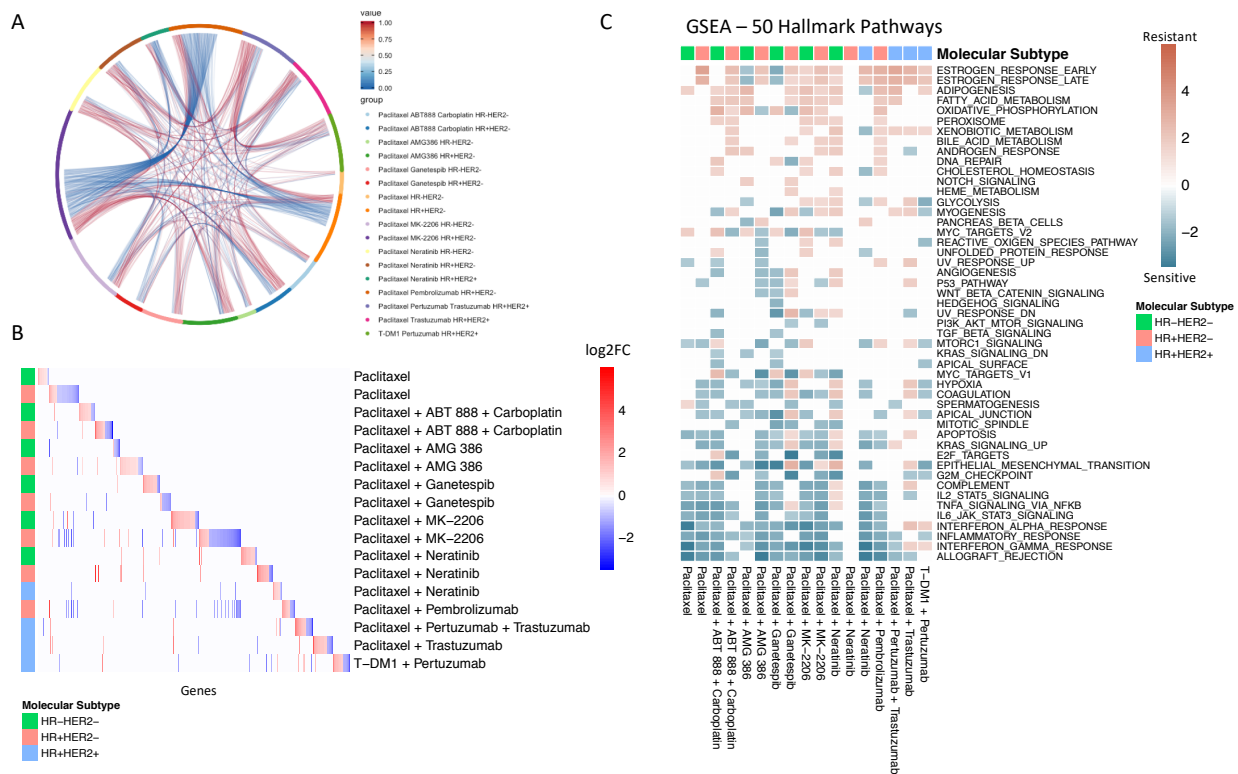 A
value
1.00
0.75
0.50
0.25
0.00
group
Paclitaxel ABT888 Carboplatin HR-HER2-
Paclitaxel ABT888 Carboplatin HR+HER2-
Paclitaxel AMG386 HR-HER2-
Paclitaxel AMG386 HR+HER2-
Paclitaxel Ganetespib HR-HER2-
Paclitaxel Ganetespib HR+HER2-
Paclitaxel HR-HER2-
Paclitaxel HR+HER2-
Paclitaxel MK-2206 HR-HER2-
Paclitaxel MK-2206 HR+HER2-
Paclitaxel Neratinib HR-HER2-
Paclitaxel Neratinib HR+HER2-
Paclitaxel Neratinib HR+HER2+
Paclitaxel Pembrolizumab HR+HER2-
Paclitaxel Pertuzumab Trastuzumab HR+HER2+
Paclitaxel Trastuzumab HR+HER2+
T-DM1 Pertuzumab HR+HER2+
B
log2FC
4
2
0
−2
Paclitaxel
Paclitaxel
Paclitaxel + ABT 888 + Carboplatin
Paclitaxel + ABT 888 + Carboplatin
Paclitaxel + AMG 386
Paclitaxel + AMG 386
Paclitaxel + Ganetespib
Paclitaxel + Ganetespib
Paclitaxel + MK−2206
Paclitaxel + MK−2206
Paclitaxel + Neratinib
Paclitaxel + Neratinib
Paclitaxel + Neratinib
Paclitaxel + Pembrolizumab
Paclitaxel + Pertuzumab + Trastuzumab
Paclitaxel + Trastuzumab
T−DM1 + Pertuzumab
Genes
Molecular Subtype
HR−HER2−
HR+HER2−
HR+HER2+
C
GSEA – 50 Hallmark Pathways
Molecular Subtype
ESTROGEN_RESPONSE_EARLY
ESTROGEN_RESPONSE_LATE
ADIPOGENESIS
FATTY_ACID_METABOLISM
OXIDATIVE_PHOSPHORYLATION
PEROXISOME
XENOBIOTIC_METABOLISM
BILE_ACID_METABOLISM
ANDROGEN_RESPONSE
DNA_REPAIR
CHOLESTEROL_HOMEOSTASIS
NOTCH_SIGNALING
HEME_METABOLISM
GLYCOLYSIS
MYOGENESIS
PANCREAS_BETA_CELLS
MYC_TARGETS_V2
REACTIVE_OXIGEN_SPECIES_PATHWAY
UNFOLDED_PROTEIN_RESPONSE
UV_RESPONSE_UP
ANGIOGENESIS
P53_PATHWAY
WNT_BETA_CATENIN_SIGNALING
HEDGEHOG_SIGNALING
UV_RESPONSE_DN
PI3K_AKT_MTOR_SIGNALING
TGF_BETA_SIGNALING
MTORC1_SIGNALING
KRAS_SIGNALING_DN
APICAL_SURFACE
MYC_TARGETS_V1
HYPOXIA
COAGULATION
SPERMATOGENESIS
APICAL_JUNCTION
MITOTIC_SPINDLE
APOPTOSIS
KRAS_SIGNALING_UP
E2F_TARGETS
EPITHELIAL_MESENCHYMAL_TRANSITION
G2M_CHECKPOINT
COMPLEMENT
IL2_STAT5_SIGNALING
TNFA_SIGNALING_VIA_NFKB
IL6_JAK_STAT3_SIGNALING
INTERFERON_ALPHA_RESPONSE
INFLAMMATORY_RESPONSE
INTERFERON_GAMMA_RESPONSE
ALLOGRAFT_REJECTION
Paclitaxel
Paclitaxel
Paclitaxel + ABT 888 + Carboplatin
Paclitaxel + ABT 888 + Carboplatin
Paclitaxel + AMG 386
Paclitaxel + AMG 386
Paclitaxel + Ganetespib
Paclitaxel + Ganetespib
Paclitaxel + MK−2206
Paclitaxel + MK−2206
Paclitaxel + Neratinib
Paclitaxel + Neratinib
Paclitaxel + Neratinib
Paclitaxel + Pembrolizumab
Paclitaxel + Pertuzumab + Trastuzumab
Paclitaxel + Trastuzumab
T−DM1 + Pertuzumab
Resistant
4
2
0
−2
Sensitive
Molecular Subtype
HR−HER2−
HR+HER2−
HR+HER2+